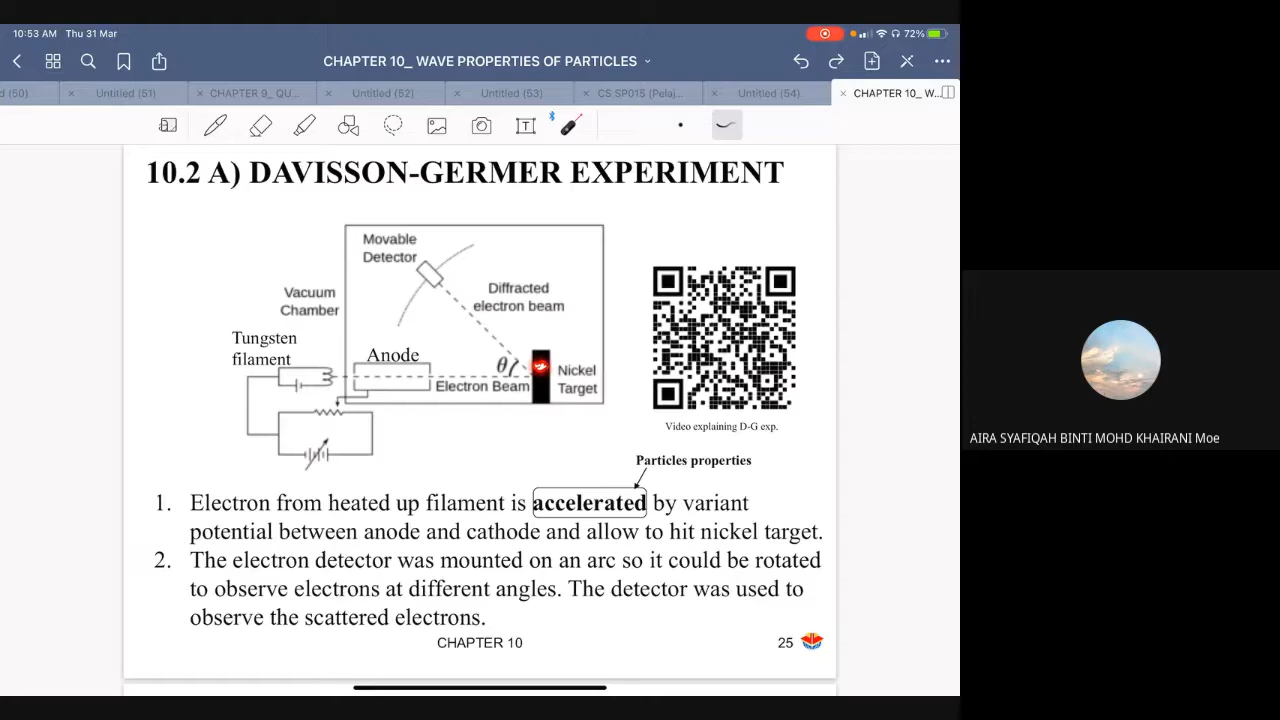 10:53 AM Thu 31 Mar
72%
CHAPTER 10_ WAVE PROPERTIES OF PARTICLES
d (50)
Untitled (51)
CHAPTER 9_ QU...
Untitled (52)
Untitled (53)
CS SP015 (Pelaj...
Untitled (54)
CHAPTER 10_ W...
10.2 A) DAVISSON-GERMER EXPERIMENT
Movable
Detector
Diffracted
electron beam
Vacuum
Chamber
Tungsten
filament
Anode
θ
Electron Beam
Nickel
Target
Video explaining D-G exp.
Particles properties
1. Electron from heated up filament is accelerated by variant
potential between anode and cathode and allow to hit nickel target.
2. The electron detector was mounted on an arc so it could be rotated
to observe electrons at different angles. The detector was used to
observe the scattered electrons.
CHAPTER 10
25
AIRA SYAFIQAH BINTI MOHD KHAIRANI Moe